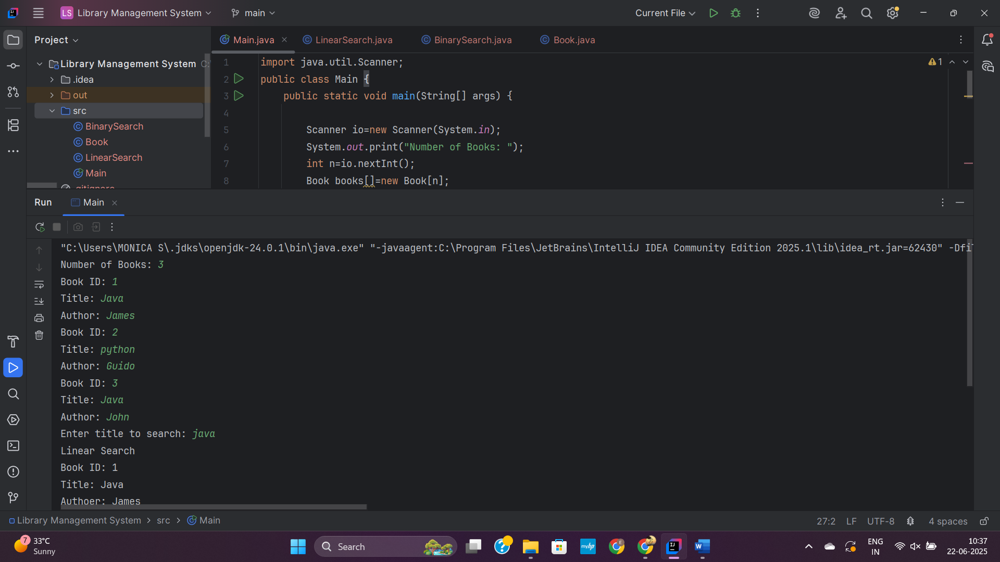 LS Library Management System
main
Current File
Project
Main.java
LinearSearch.java
BinarySearch.java
Book.java
Library Management System C:
.idea
out
src
BinarySearch
Book
LinearSearch
Main
.gitignore
1 import java.util.Scanner;
2 public class Main {
3 public static void main(String[] args) {
4
5 Scanner io=new Scanner(System.in);
6 System.out.print("Number of Books: ");
7 int n=io.nextInt();
8 Book books[]=new Book[n];
1
Run Main
"C:\Users\MONICA S\.jdks\openjdk-24.0.1\bin\java.exe" "-javaagent:C:\Program Files\JetBrains\IntelliJ IDEA Community Edition 2025.1\lib\idea_rt.jar=62430" -Dfi
Number of Books: 3
Book ID: 1
Title: Java
Author: James
Book ID: 2
Title: python
Author: Guido
Book ID: 3
Title: Java
Author: John
Enter title to search: java
Linear Search
Book ID: 1
Title: Java
Authoer: James
Library Management System > src > Main
27:2 LF UTF-8 4 spaces
7
33°C
Sunny
Search
myhp
E
W
ENG
IN
10:37
22-06-2025